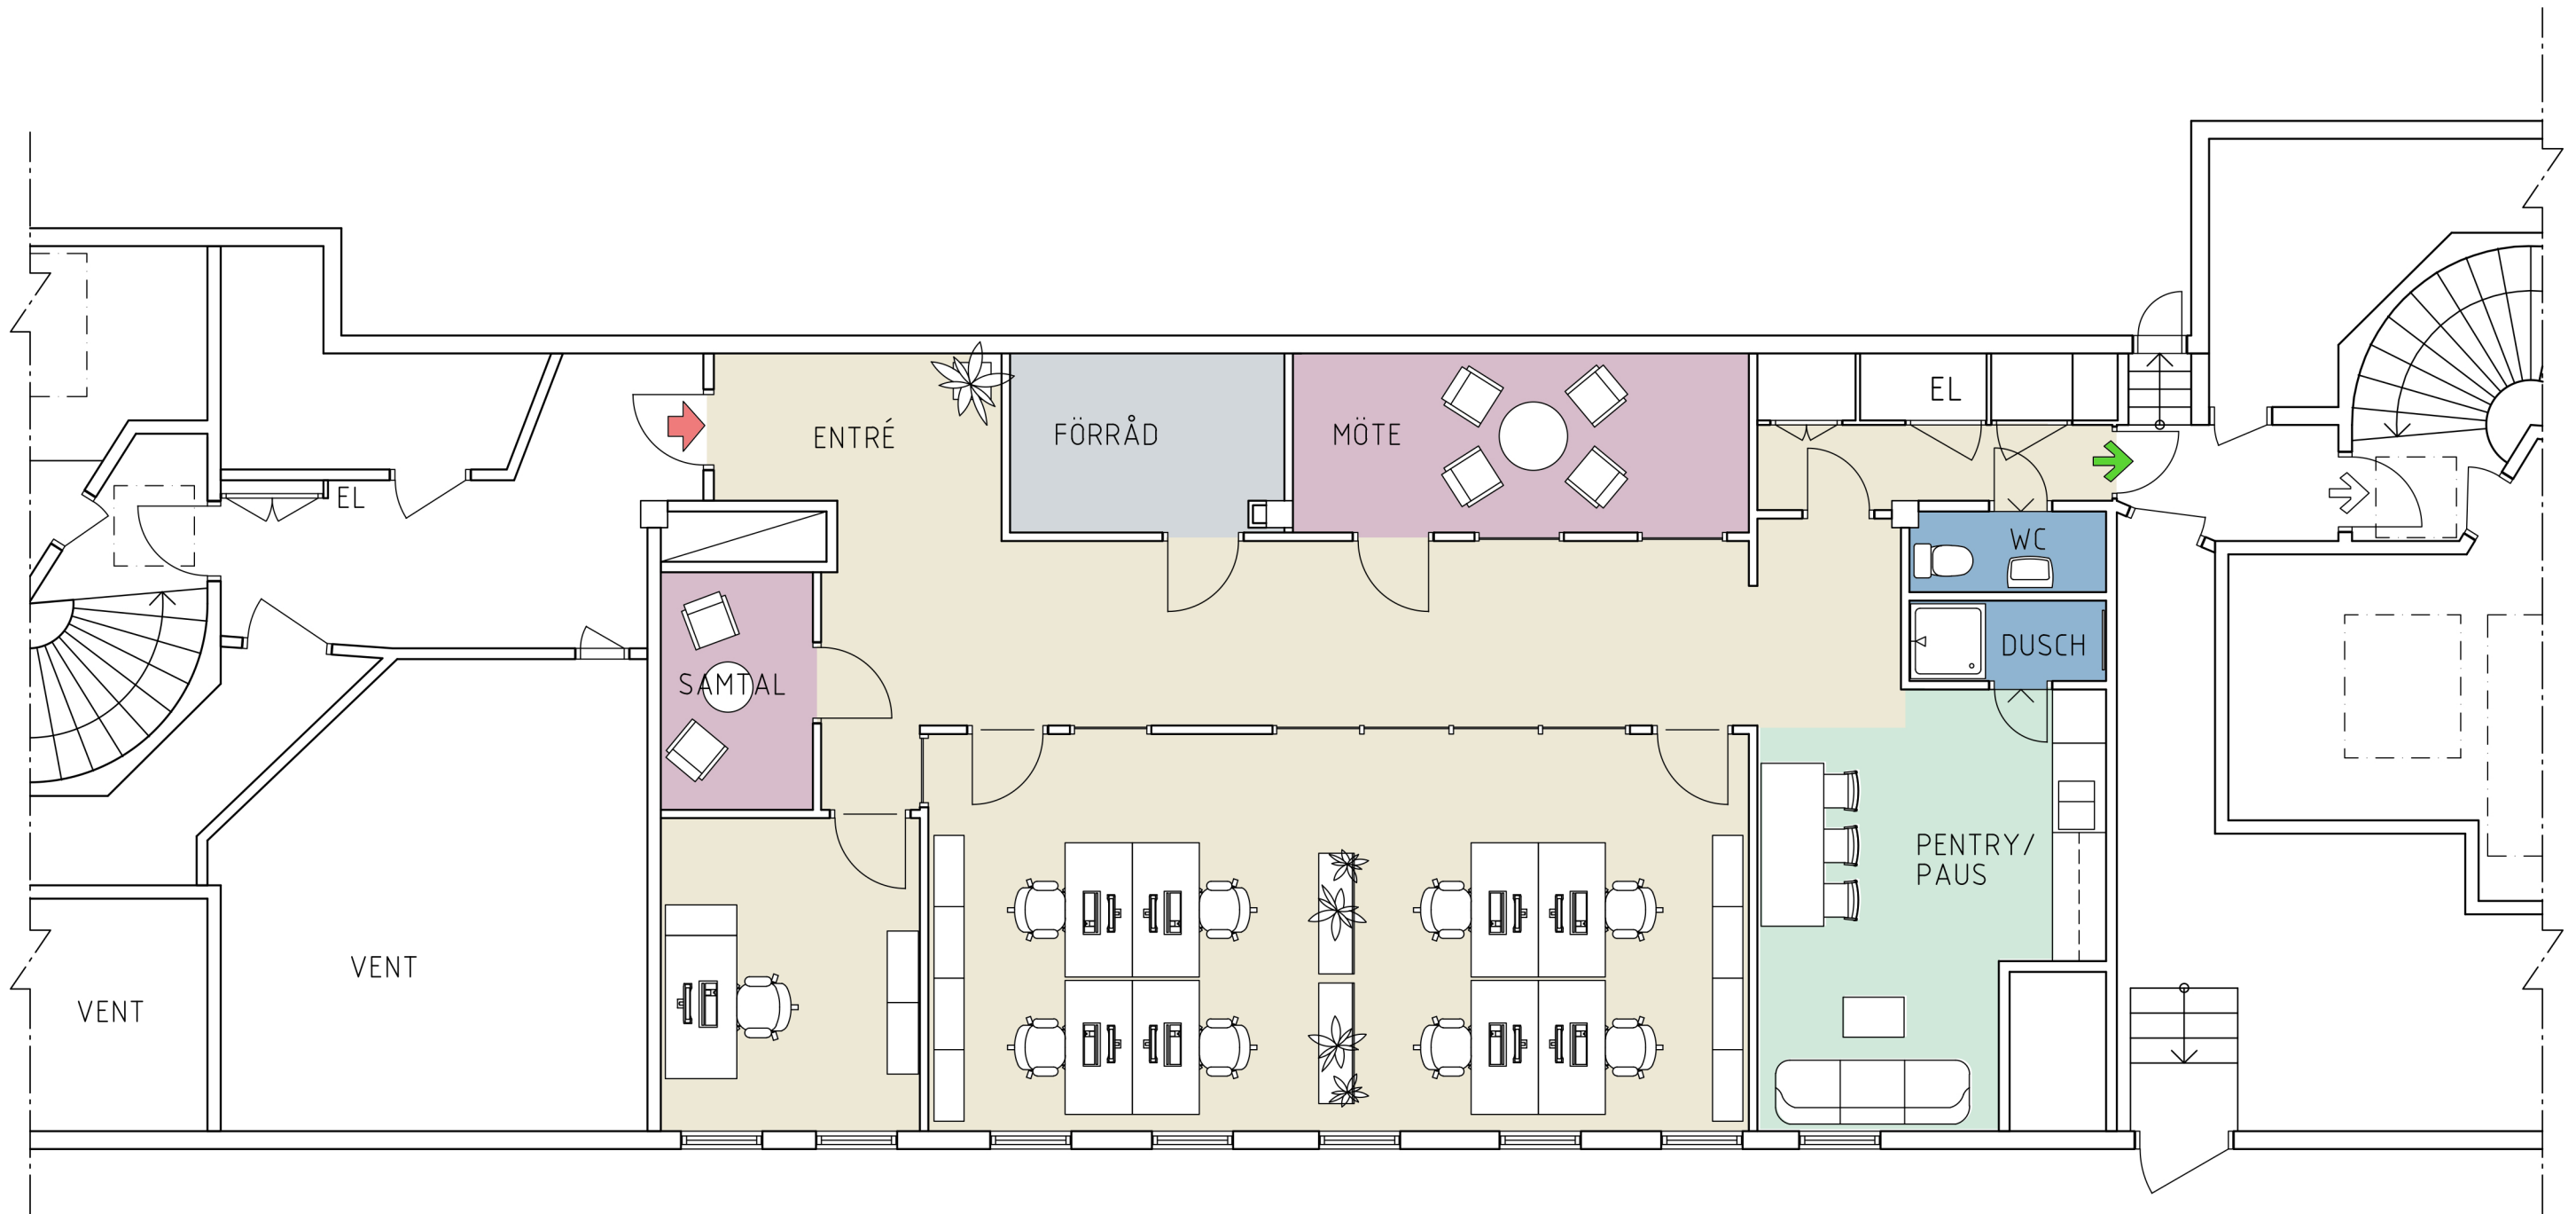 EL
ENTRÉ
FÖRRÅD
MÖTE
EL
WC
DUSCH
SAMTAL
PENTRY/
PAUS
VENT
VENT